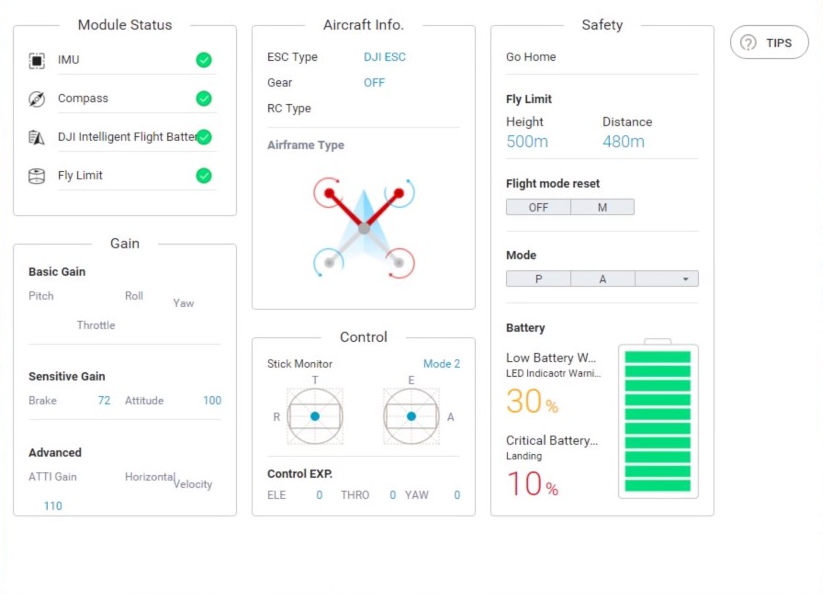 Module Status
IMU
Compass
DJI Intelligent Flight Batte
Fly Limit
Gain
Basic Gain
Pitch Roll Yaw
Throttle
Sensitive Gain
Brake 72 Attitude 100
Advanced
ATTI Gain Horizontal Velocity
110
Aircraft Info.
ESC Type DJI ESC
Gear OFF
RC Type
Airframe Type
Control
Stick Monitor Mode 2
T E
R A
Control EXP.
ELE 0 THRO 0 YAW 0
Safety
Go Home
Fly Limit
Height Distance
500m 480m
Flight mode reset
OFF M
Mode
P A
Battery
Low Battery W...
LED Indicaotr Warni...
30%
Critical Battery...
Landing
10%
TIPS